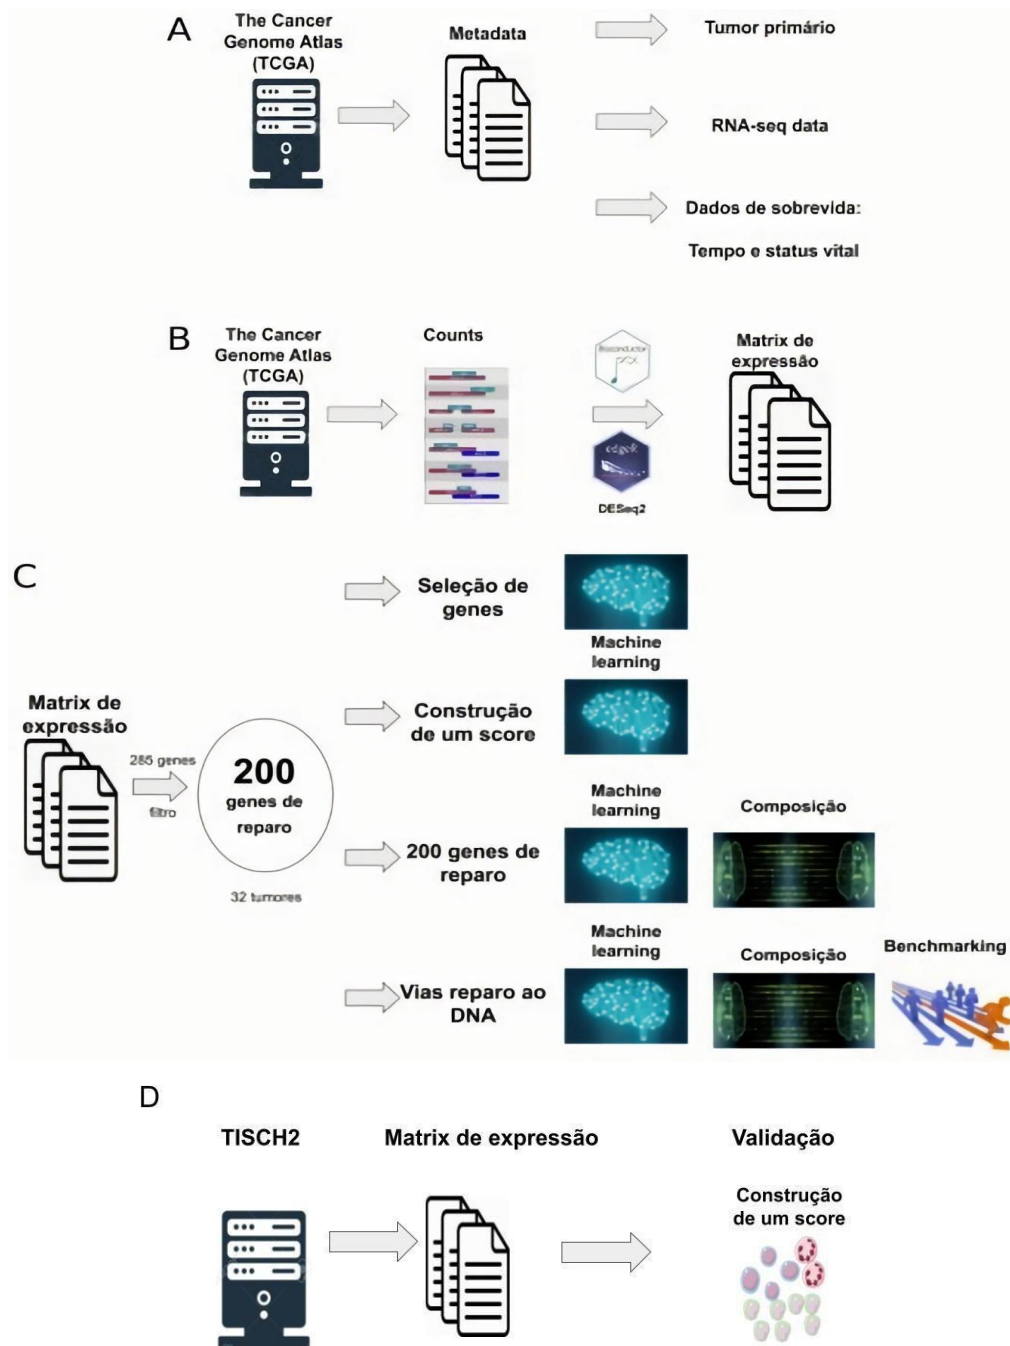 A
The Cancer
Genome Atlas
(TCGA)
Metadata
Tumor primário
RNA-seq data
Dados de sobrevida:
Tempo e status vital
B
The Cancer
Genome Atlas
(TCGA)
Counts
Bioconductor
edgeR
DESeq2
Matrix de
expressão
C
Matrix de
expressão
285 genes
filtro
200
genes de
reparo
32 tumores
Seleção de
genes
Machine
learning
Construção
de um score
Machine
learning
200 genes de
reparo
Composição
Machine
learning
Vias reparo ao
DNA
Composição
Benchmarking
D
TISCH2
Matrix de expressão
Validação
Construção
de um score